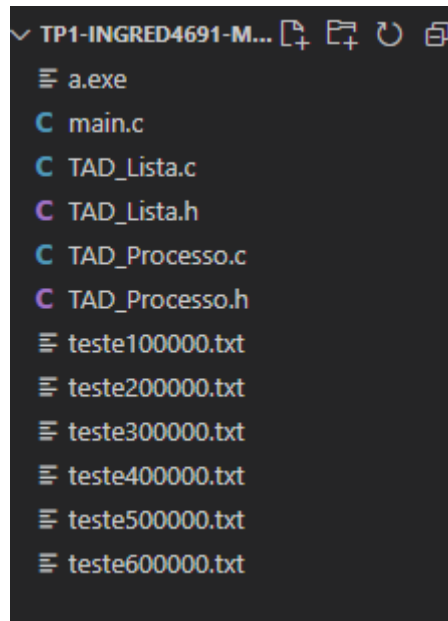 TP1-INGRED4691-M...
a.exe
C main.c
C TAD_Lista.c
C TAD_Lista.h
C TAD_Processo.c
C TAD_Processo.h
teste100000.txt
teste200000.txt
teste300000.txt
teste400000.txt
teste500000.txt
teste600000.txt